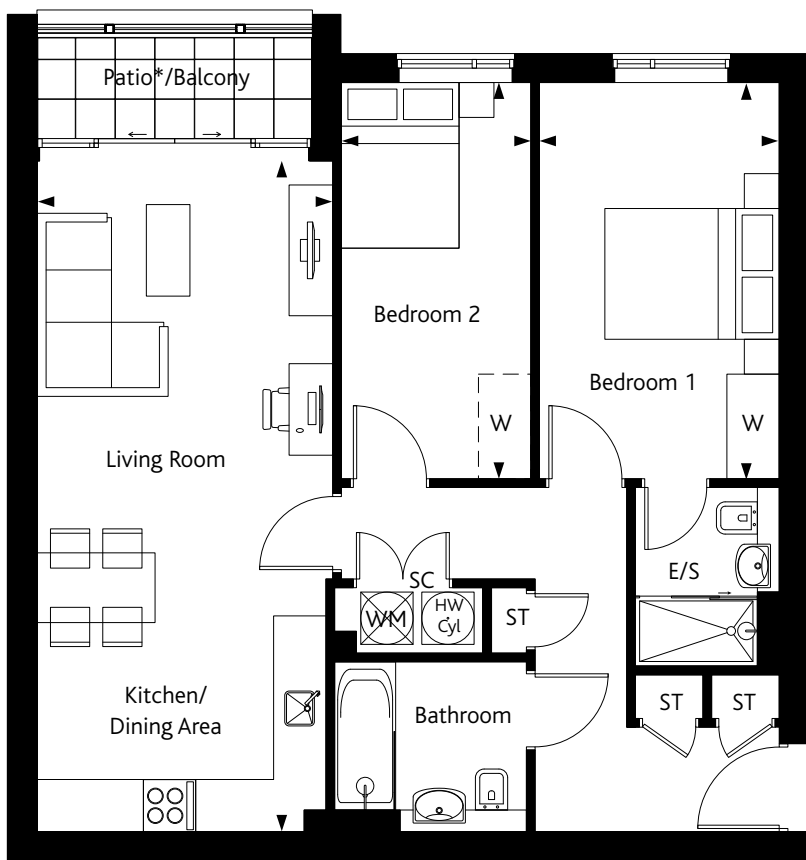 Patio*/Balcony
Bedroom 2
Bedroom 1
W
W
Living Room
SC
E/S
WM
HW
Cyl
ST
Kitchen/
Dining Area
Bathroom
ST
ST